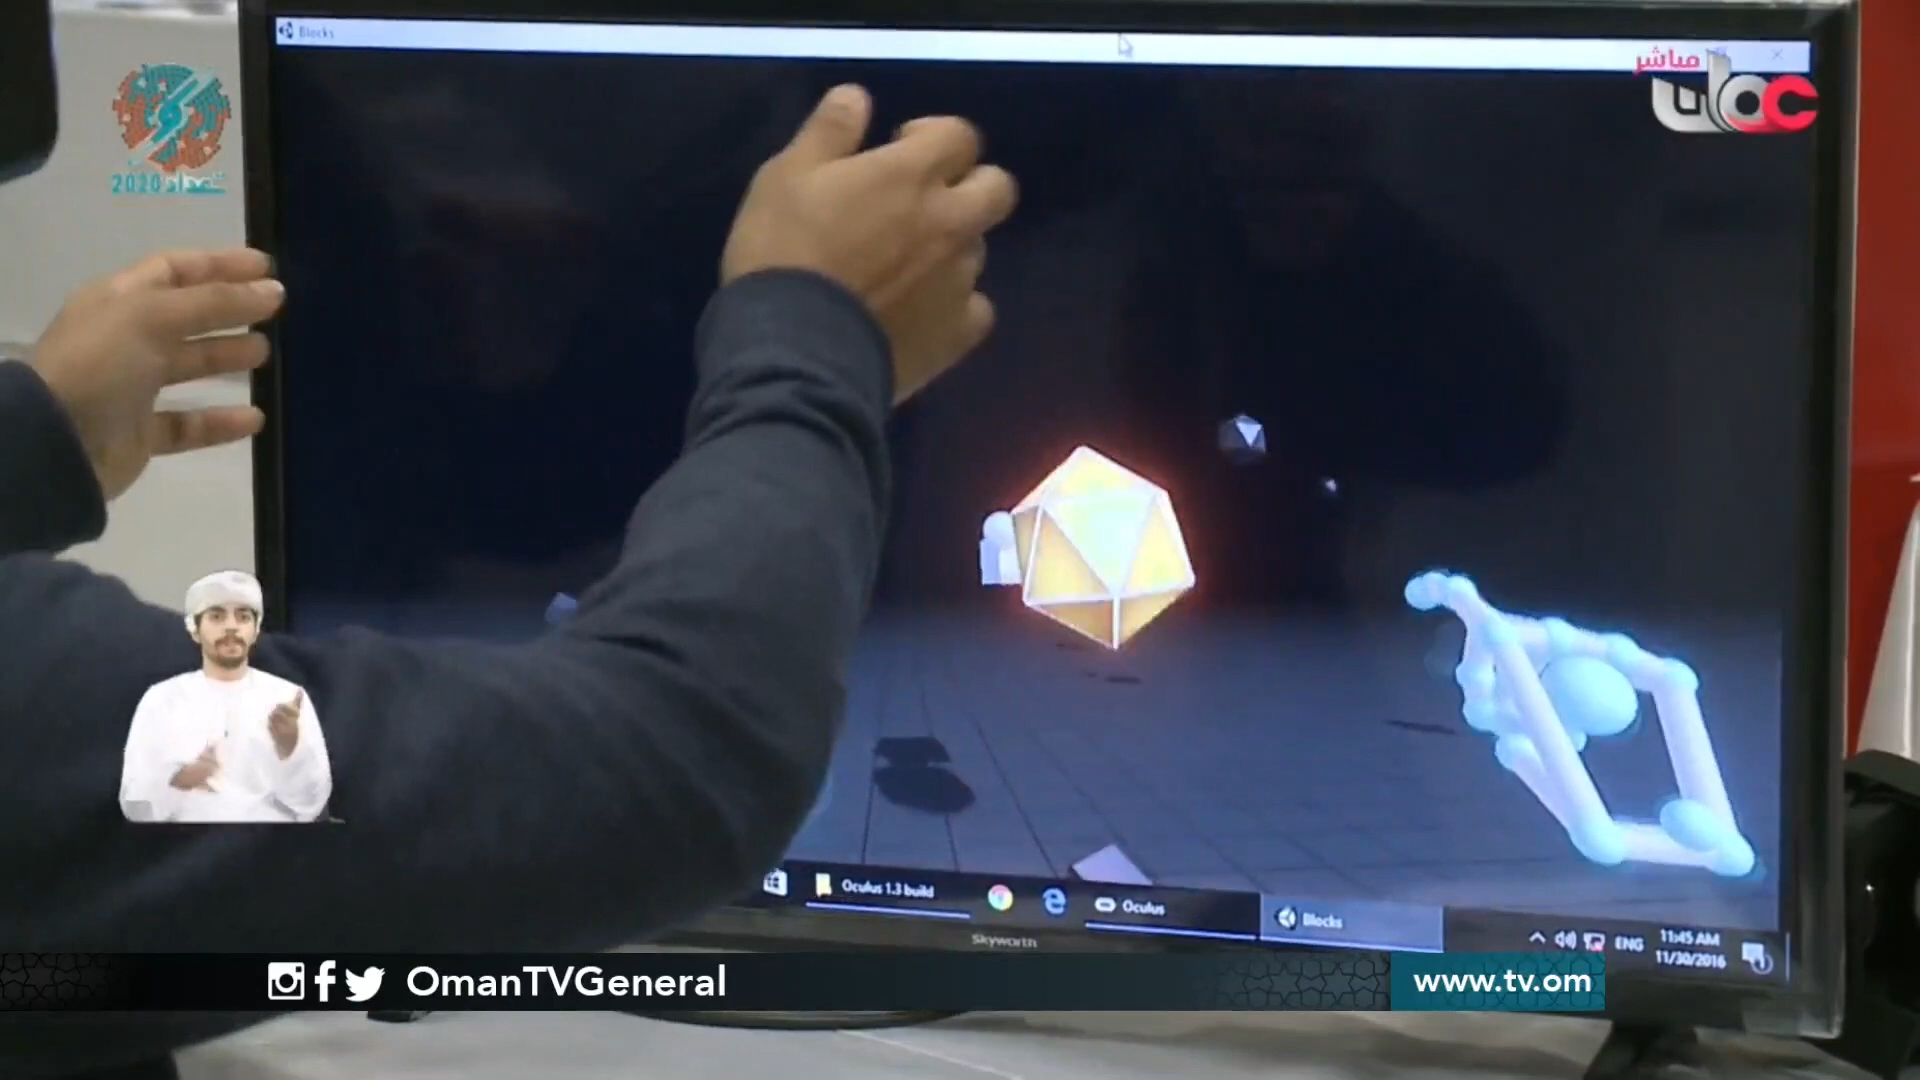 Blocks
مباشر
عمان
تعداد 2020
Oculus 1.3 build
Oculus
Blocks
ENG
11:45 AM
11/30/2016
Skyworth
OmanTVGeneral
www.tv.om